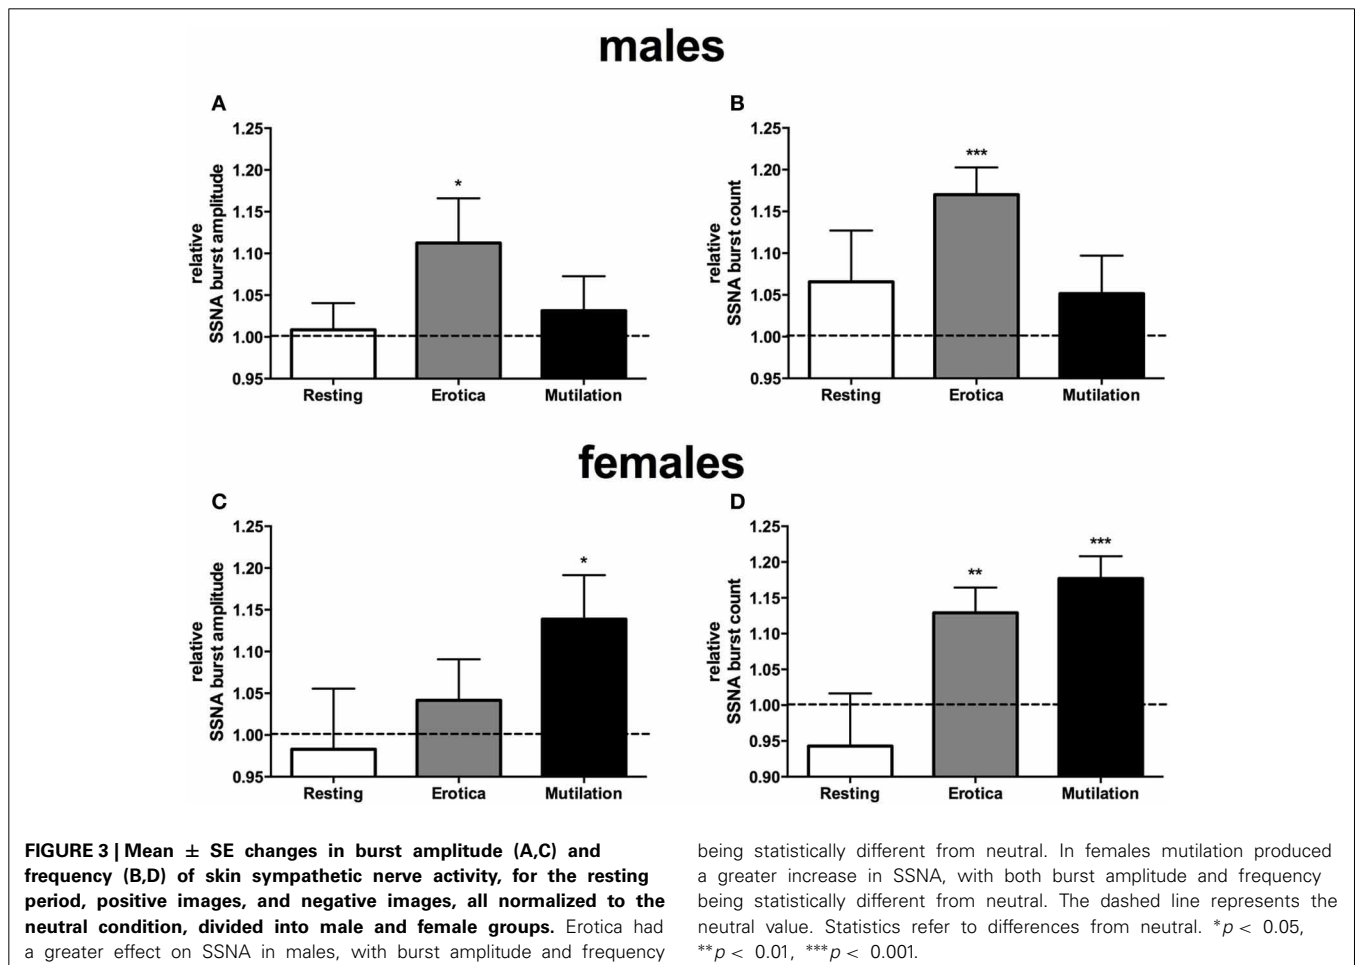 males
A
B
1.25
1.20
1.15
1.10
1.05
1.00
0.95
relative
SSNA burst amplitude
*
Resting
Erotica
Mutilation
1.25
1.20
1.15
1.10
1.05
1.00
0.95
relative
SSNA burst count
***
Resting
Erotica
Mutilation
females
C
D
1.25
1.20
1.15
1.10
1.05
1.00
0.95
relative
SSNA burst amplitude
*
Resting
Erotica
Mutilation
1.25
1.20
1.15
1.10
1.05
1.00
0.95
0.90
relative
SSNA burst count
**
***
Resting
Erotica
Mutilation
FIGURE 3 | Mean ± SE changes in burst amplitude (A,C) and
frequency (B,D) of skin sympathetic nerve activity, for the resting
period, positive images, and negative images, all normalized to the
neutral condition, divided into male and female groups. Erotica had
a greater effect on SSNA in males, with burst amplitude and frequency
being statistically different from neutral. In females mutilation produced
a greater increase in SSNA, with both burst amplitude and frequency
being statistically different from neutral. The dashed line represents the
neutral value. Statistics refer to differences from neutral. *p < 0.05,
**p < 0.01, ***p < 0.001.